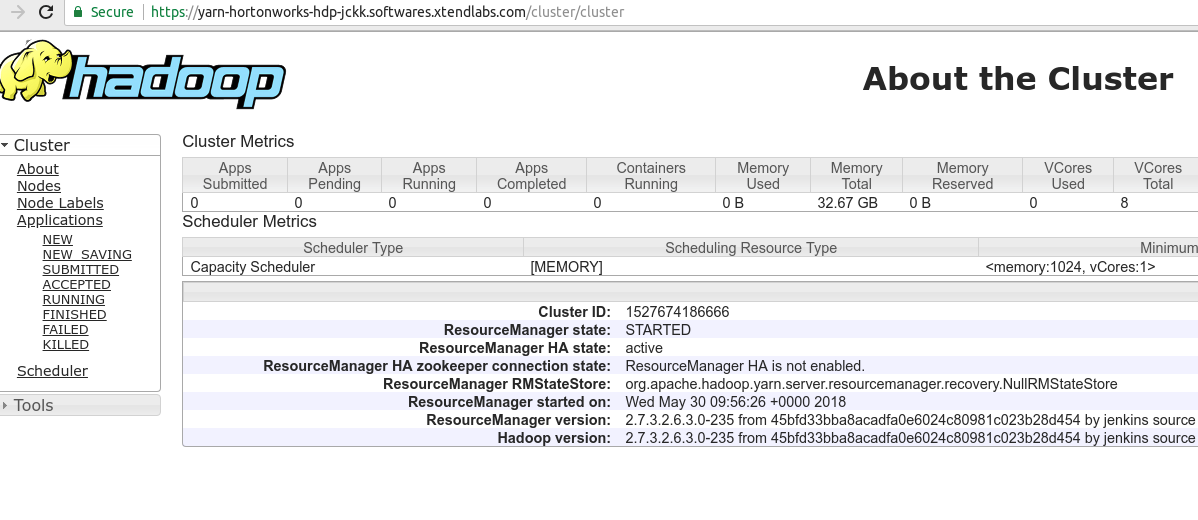 Secure https://yarn-hortonworks-hdp-jckk.softwares.xtendlabs.com/cluster/cluster
hadoop
About the Cluster
Cluster
About
Nodes
Node Labels
Applications
NEW
NEW_SAVING
SUBMITTED
ACCEPTED
RUNNING
FINISHED
FAILED
KILLED
Scheduler
Tools
Cluster Metrics
Apps Submitted Apps Pending Apps Running Apps Completed Containers Running Memory Used Memory Total Memory Reserved VCores Used VCores Total
0 0 0 0 0 0 B 32.67 GB 0 B 0 8
Scheduler Metrics
Scheduler Type Scheduling Resource Type Minimum
Capacity Scheduler [MEMORY] <memory:1024, vCores:1>
Cluster ID: 1527674186666
ResourceManager state: STARTED
ResourceManager HA state: active
ResourceManager HA zookeeper connection state: ResourceManager HA is not enabled.
ResourceManager RMStateStore: org.apache.hadoop.yarn.server.resourcemanager.recovery.NullRMStateStore
ResourceManager started on: Wed May 30 09:56:26 +0000 2018
ResourceManager version: 2.7.3.2.6.3.0-235 from 45bfd33bba8acadfa0e6024c80981c023b28d454 by jenkins source
Hadoop version: 2.7.3.2.6.3.0-235 from 45bfd33bba8acadfa0e6024c80981c023b28d454 by jenkins source